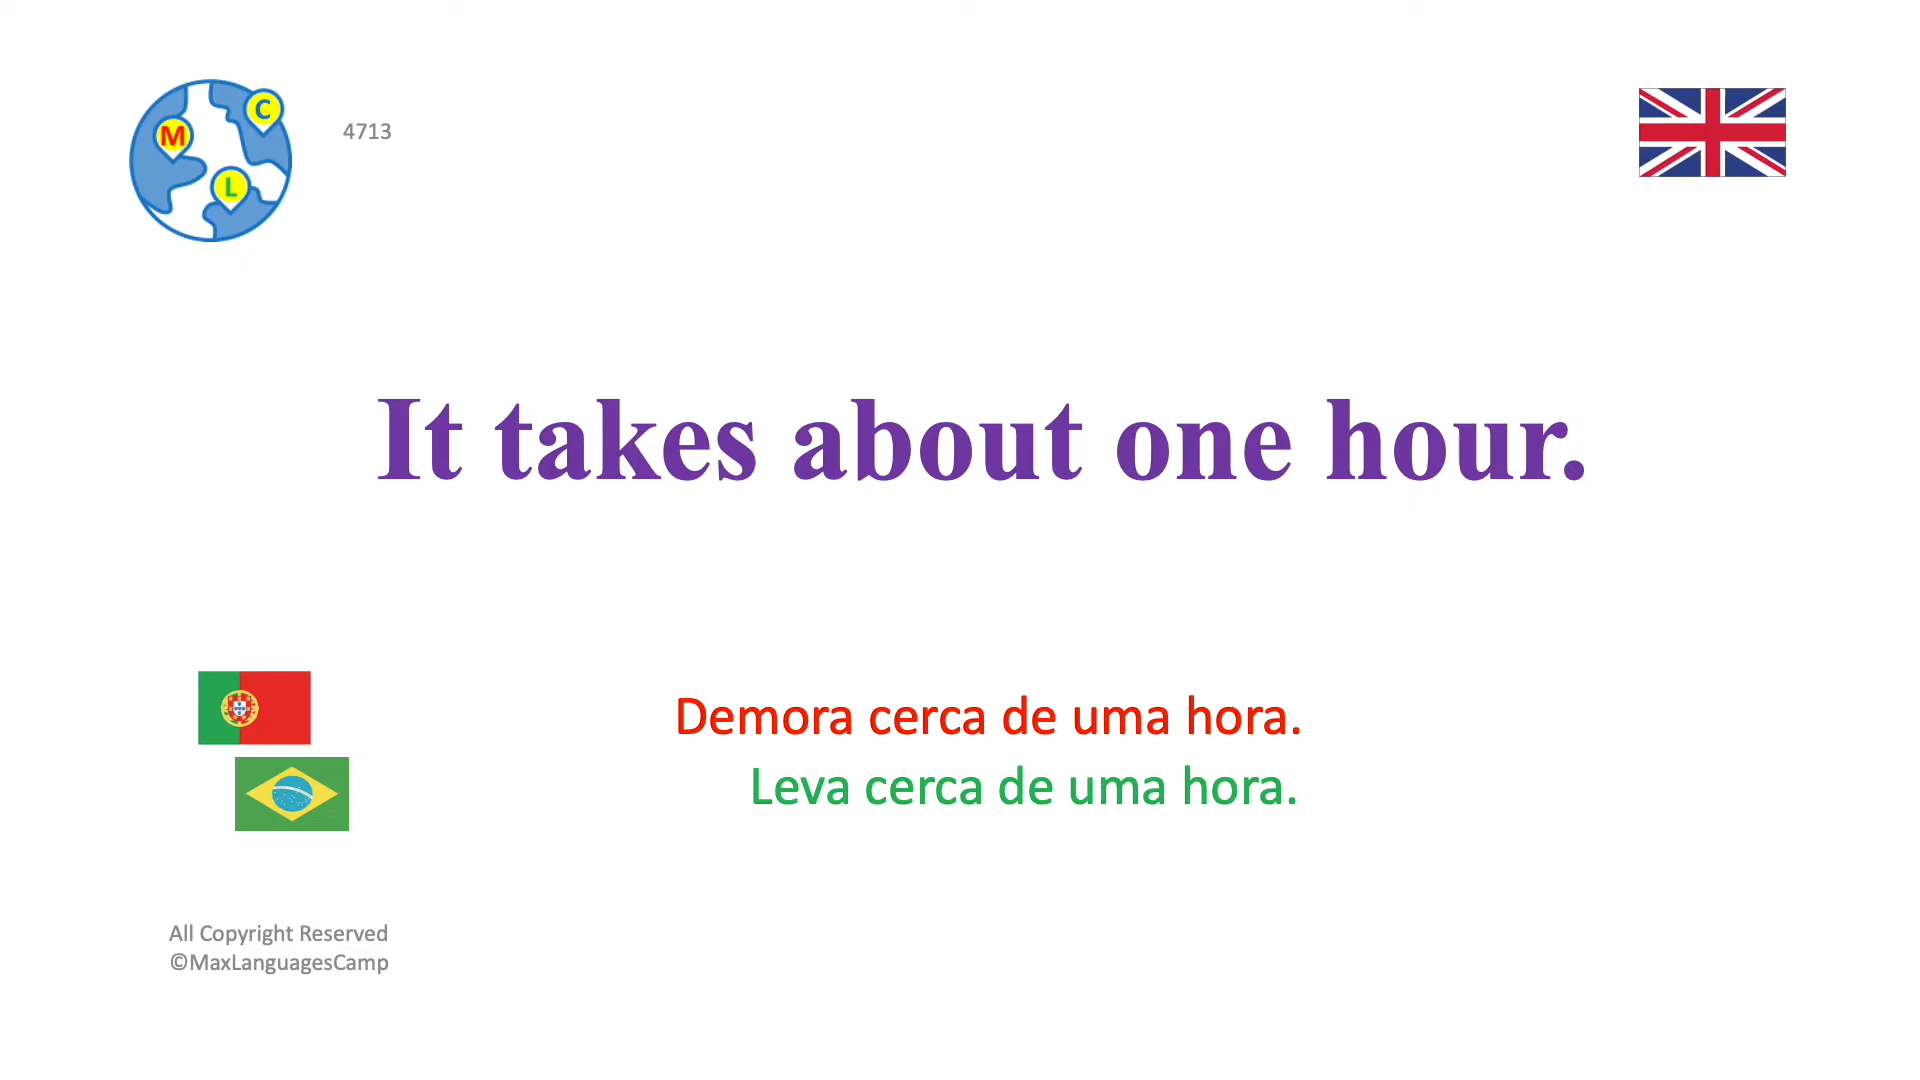 C
M
L
4713
It takes about one hour.
Demora cerca de uma hora.
Leva cerca de uma hora.
All Copyright Reserved
©MaxLanguagesCamp